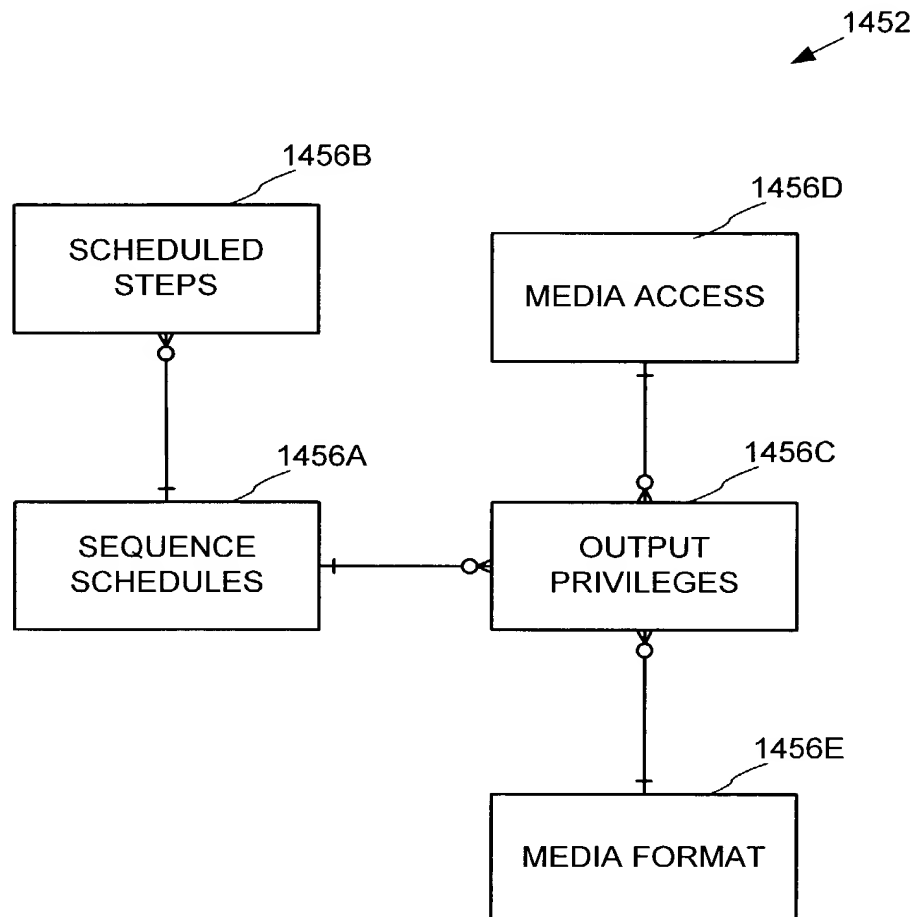 1452
1456B
SCHEDULED
STEPS
1456D
MEDIA ACCESS
1456A
SEQUENCE
SCHEDULES
1456C
OUTPUT
PRIVILEGES
1456E
MEDIA FORMAT